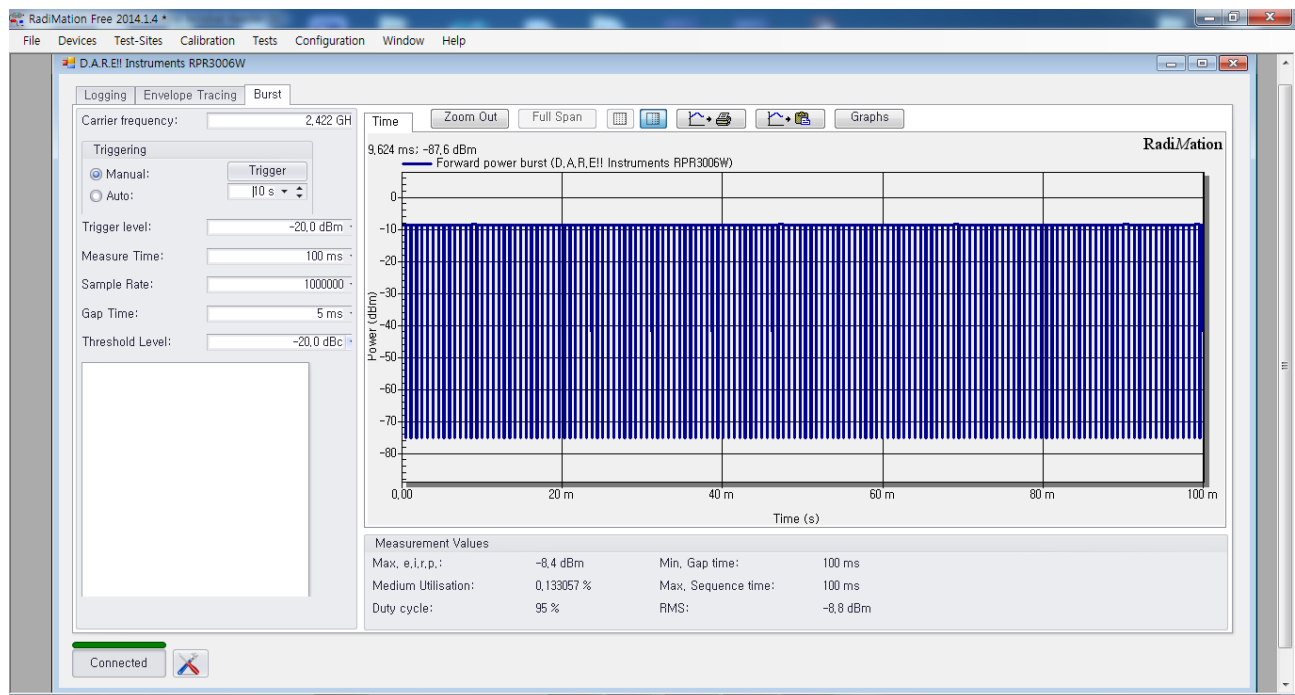 RadiMation Free 2014.1.4 *
File Devices Test-Sites Calibration Tests Configuration Window Help
D.A.R.E!! Instruments RPR3006W
Logging Envelope Tracing Burst
Carrier frequency: 2,422 GH
Triggering
Manual: Trigger
Auto: 10 s
Trigger level: -20,0 dBm
Measure Time: 100 ms
Sample Rate: 1000000
Gap Time: 5 ms
Threshold Level: -20,0 dBc
Time Zoom Out Full Span Graphs
9,624 ms; -87,6 dBm
RadiMation
Forward power burst (D,A,R,E!! Instruments RPR3006W)
Power (dBm)
0
-10
-20
-30
-40
-50
-60
-70
-80
0,00 20 m 40 m 60 m 80 m 100 m
Time (s)
Measurement Values
Max, e,i,r,p,: -8,4 dBm Min, Gap time: 100 ms
Medium Utilisation: 0,133057 % Max, Sequence time: 100 ms
Duty cycle: 95 % RMS: -8,8 dBm
Connected